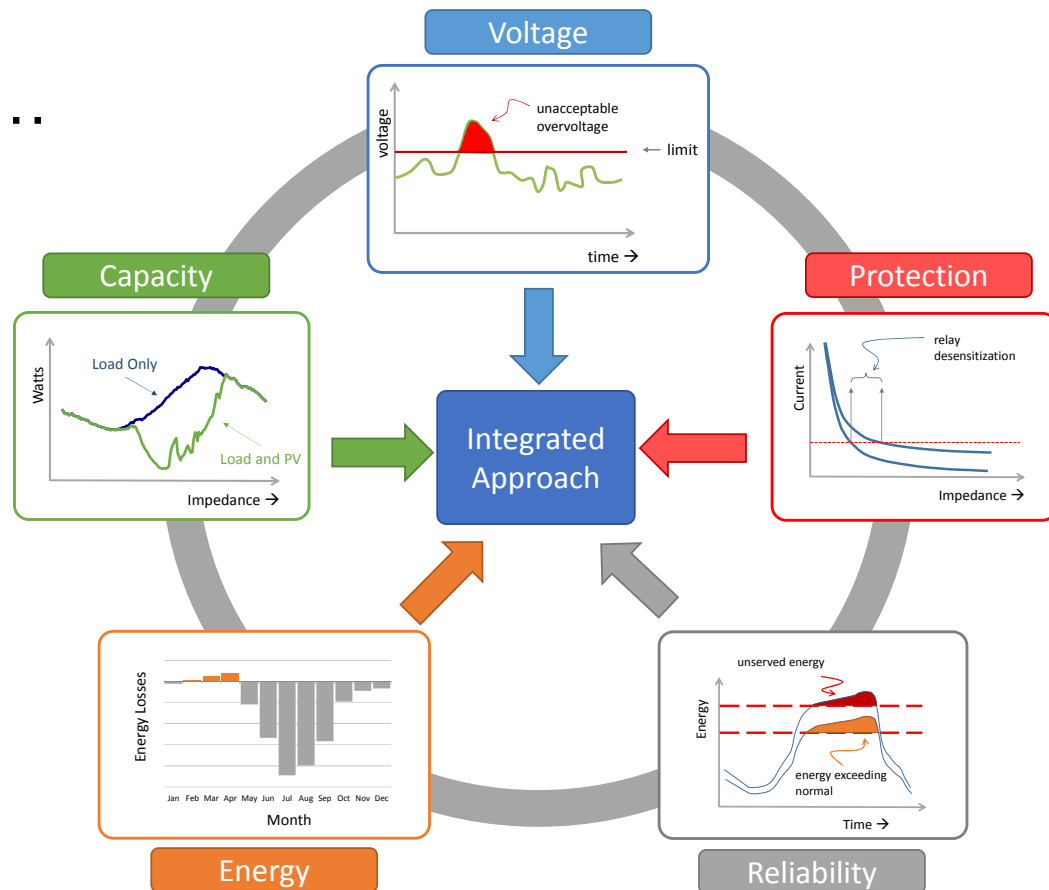 ..
Voltage
voltage
unacceptable
overvoltage
← limit
time →
Capacity
Watts
Load Only
Load and PV
Impedance →
Protection
Current
relay
desensitization
Impedance →
Integrated
Approach
Energy Losses
Jan Feb Mar Apr May Jun Jul Aug Sep Oct Nov Dec
Month
Energy
unserved energy
Energy
energy exceeding
normal
Time →
Reliability